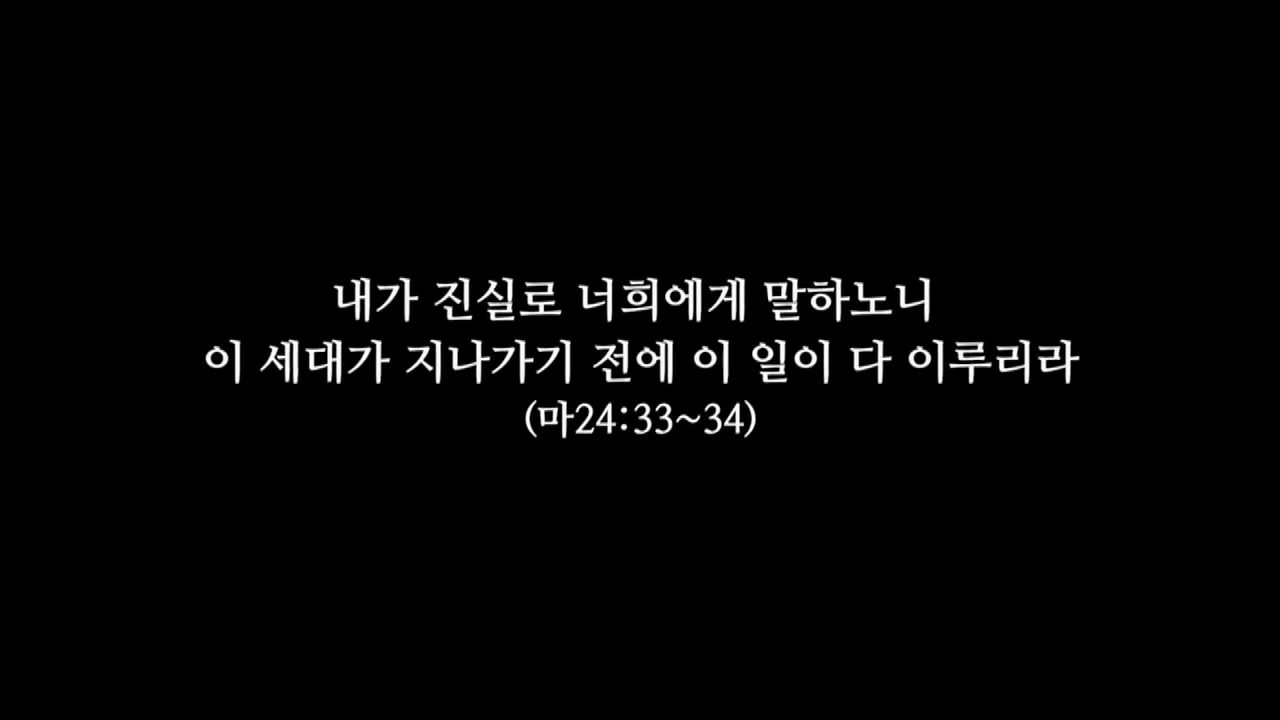 내가 진실로 너희에게 말하노니
이 세대가 지나가기 전에 이 일이 다 이루리라
(마24:33~34)